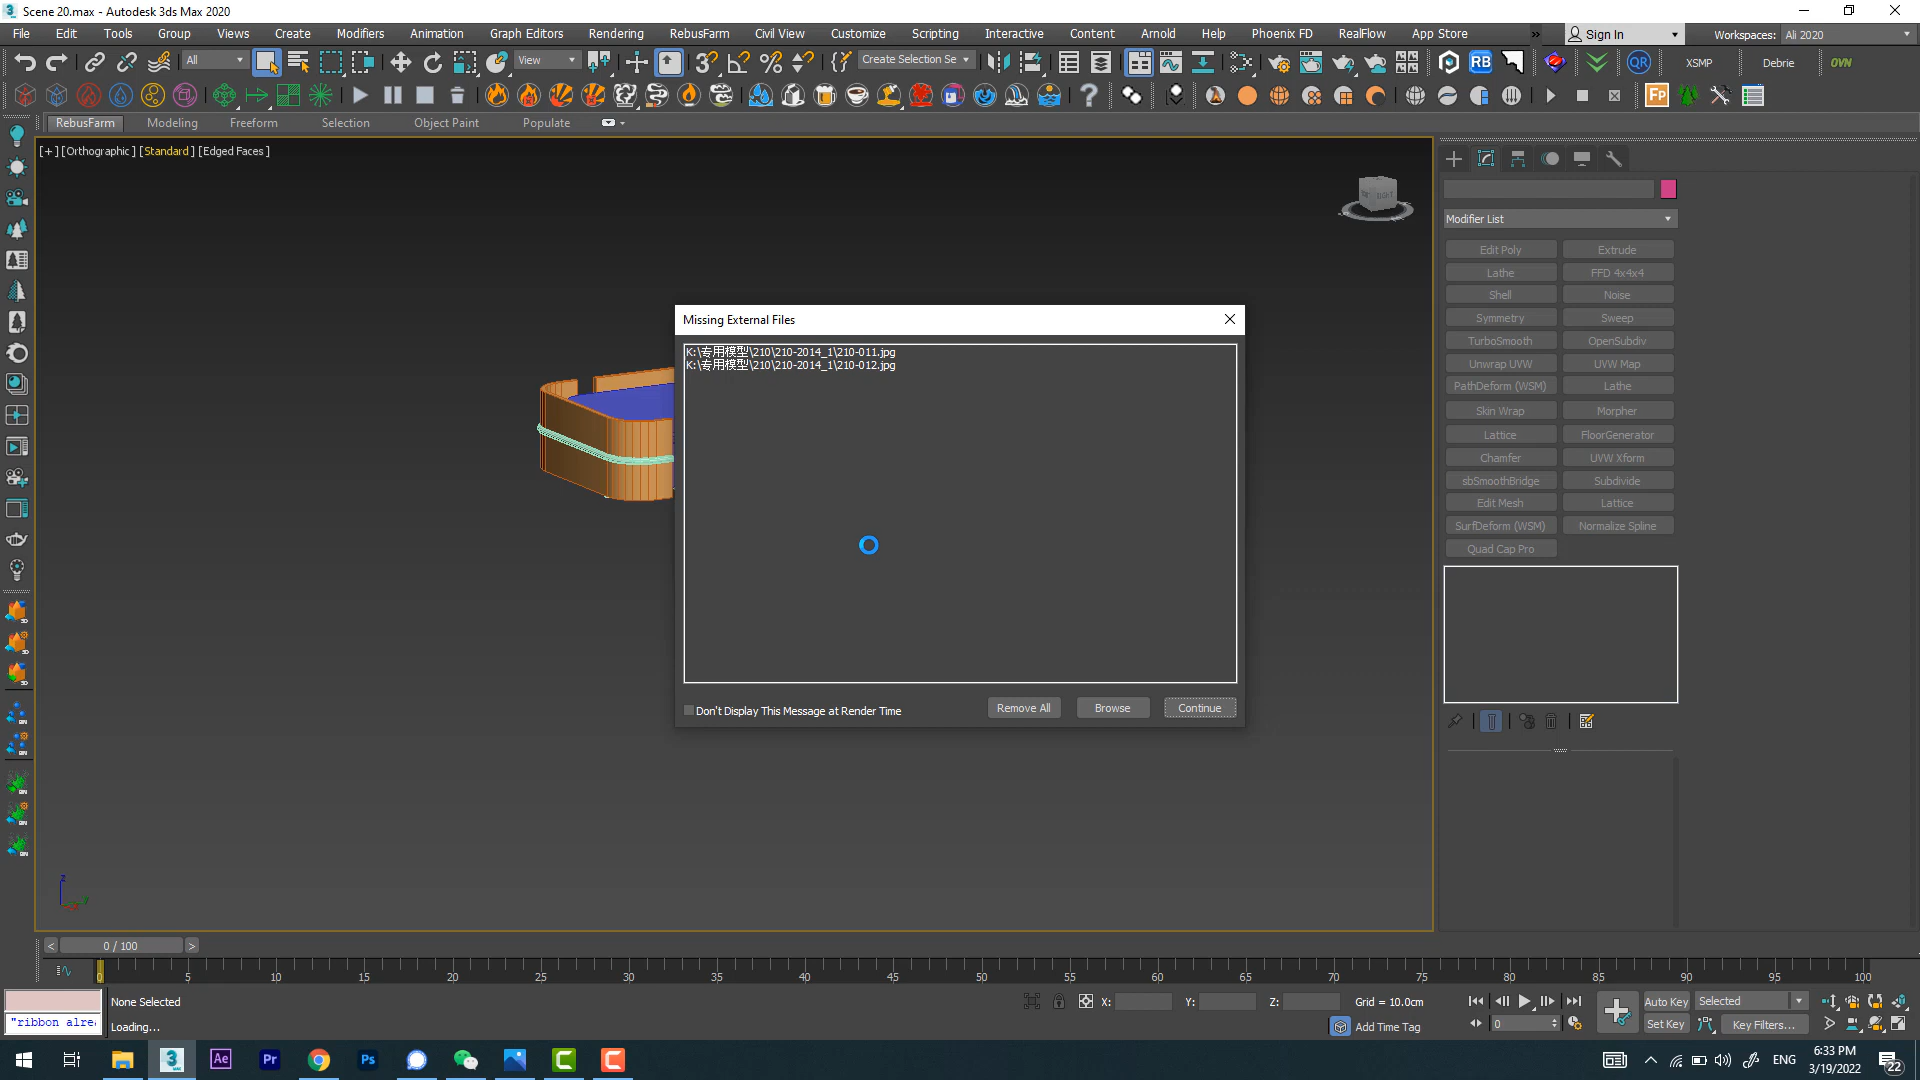 Scene 20.max - Autodesk 3ds Max 2020
File Edit Tools Group Views Create Modifiers Animation Graph Editors Rendering RebusFarm Civil View Customize Scripting Interactive Content Arnold Help Phoenix FD RealFlow App Store » Sign In Workspaces: Ali 2020
All View Create Selection Se RB QR XSMP Debrie OVN
FP
RebusFarm Modeling Freeform Selection Object Paint Populate
[+] [Orthographic] [Standard] [Edged Faces]
Modifier List
Edit Poly Extrude
Lathe FFD 4x4x4
Shell Noise
Symmetry Sweep
TurboSmooth OpenSubdiv
Unwrap UVW UVW Map
PathDeform (WSM) Lathe
Skin Wrap Morpher
Lattice FloorGenerator
Chamfer UVW Xform
sbSmoothBridge Subdivide
Edit Mesh Lattice
SurfDeform (WSM) Normalize Spline
Quad Cap Pro
Missing External Files
K:\专用模型\210\210-2014_1\210-011.jpg
K:\专用模型\210\210-2014_1\210-012.jpg
Don't Display This Message at Render Time Remove All Browse Continue
z
y
< 0 / 100 >
0 5 10 15 20 25 30 35 40 45 50 55 60 65 70 75 80 85 90 95 100
None Selected X: Y: Z: Grid = 10.0cm Auto Key Selected
"ribbon alre Loading... Add Time Tag 0 Set Key Key Filters...
Ae Pr Ps ENG 6:33 PM
3/19/2022 22